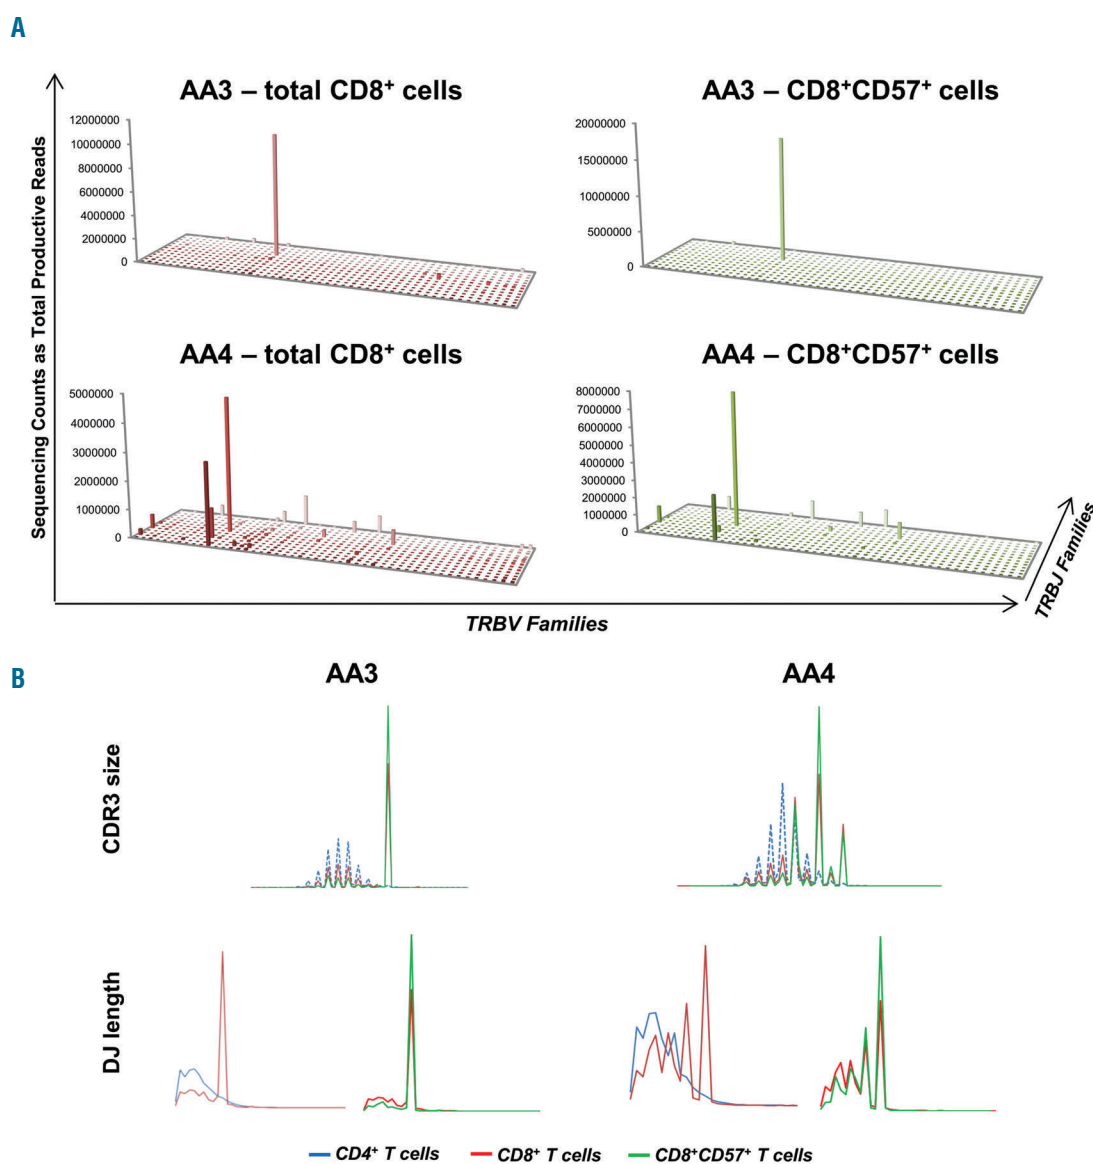 A
Sequencing Counts as Total Productive Reads
AA3 – total CD8+ cells
12000000
10000000
8000000
6000000
4000000
2000000
0
AA3 – CD8+CD57+ cells
20000000
15000000
10000000
5000000
0
AA4 – total CD8+ cells
5000000
4000000
3000000
2000000
1000000
0
AA4 – CD8+CD57+ cells
8000000
7000000
6000000
5000000
4000000
3000000
2000000
1000000
0
TRBJ Families
TRBV Families
B
AA3
AA4
CDR3 size
DJ length
CD4+ T cells
CD8+ T cells
CD8+CD57+ T cells